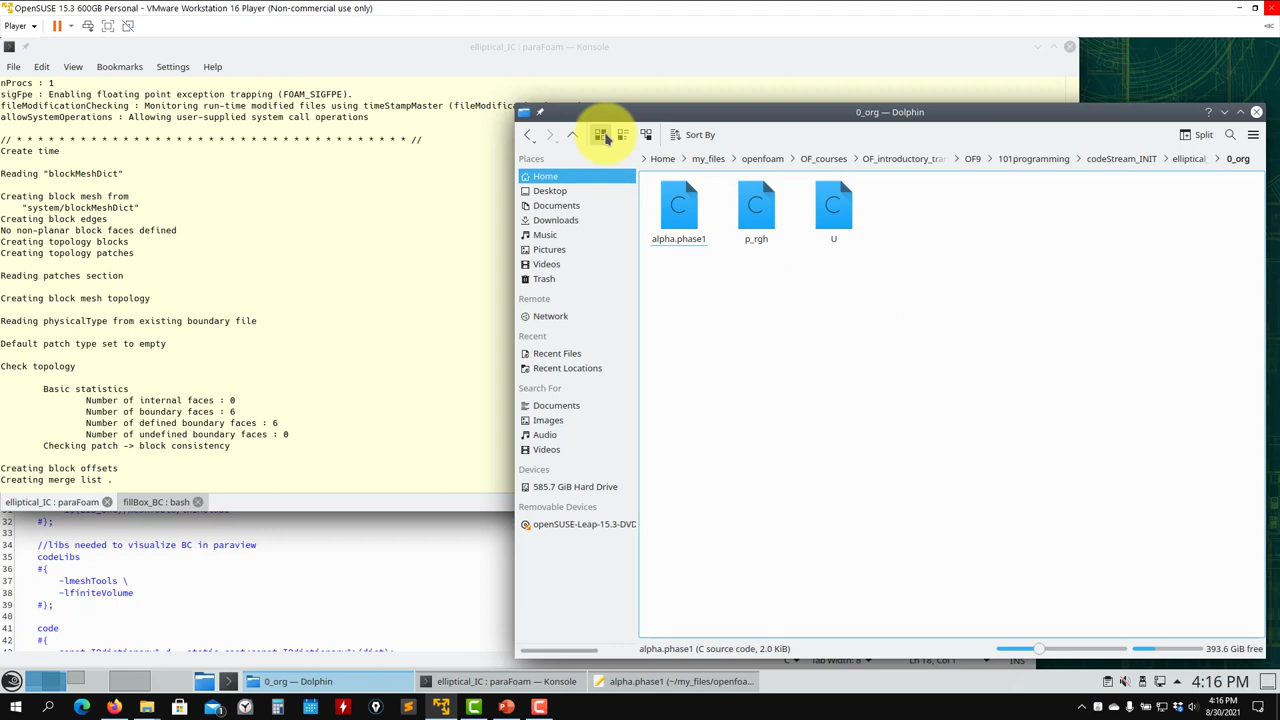 OpenSUSE 15.3 600GB Personal - VMware Workstation 16 Player (Non-commercial use only)
Player
elliptical_IC : paraFoam — Konsole
File Edit View Bookmarks Settings Help
nProcs : 1
sigFpe : Enabling floating point exception trapping (FOAM_SIGFPE).
fileModificationChecking : Monitoring run-time modified files using timeStampMaster (fileModific
allowSystemOperations : Allowing user-supplied system call operations
// * * * * * * * * * * * * * * * * * * * * * * * * * * * * * * * * * * * * * //
Create time
Reading "blockMeshDict"
Creating block mesh from
"system/blockMeshDict"
Creating block edges
No non-planar block faces defined
Creating topology blocks
Creating topology patches
Reading patches section
Creating block mesh topology
Reading physicalType from existing boundary file
Default patch type set to empty
Check topology
Basic statistics
Number of internal faces : 0
Number of boundary faces : 6
Number of defined boundary faces : 6
Number of undefined boundary faces : 0
Checking patch -> block consistency
Creating block offsets
Creating merge list .
elliptical_IC : paraFoam fillBox_BC : bash
32 #};
33
34 //libs needed to visualize BC in paraview
35 codeLibs
36 #{
37 -lmeshTools \
38 -lfiniteVolume
39 #};
40
41 code
42 #{
0_org — Dolphin
Sort By
Split
Places
Home my_files openfoam OF_courses OF_introductory_trai OF9 101programming codeStream_INIT elliptical_ 0_org
Home
Desktop
Documents
Downloads
Music
Pictures
Videos
Trash
Remote
Network
Recent
Recent Files
Recent Locations
Search For
Documents
Images
Audio
Videos
Devices
585.7 GiB Hard Drive
Removable Devices
openSUSE-Leap-15.3-DVD
alpha.phase1 p_rgh U
alpha.phase1 (C source code, 2.0 KiB)
393.6 GiB free
C Tab Width: 8 Ln 18, Col 1 INS
0_org — Dolphin
elliptical_IC : paraFoam — Konsole
alpha.phase1 (~/my_files/openfoa...
4:16 PM
4:16 PM
8/30/2021